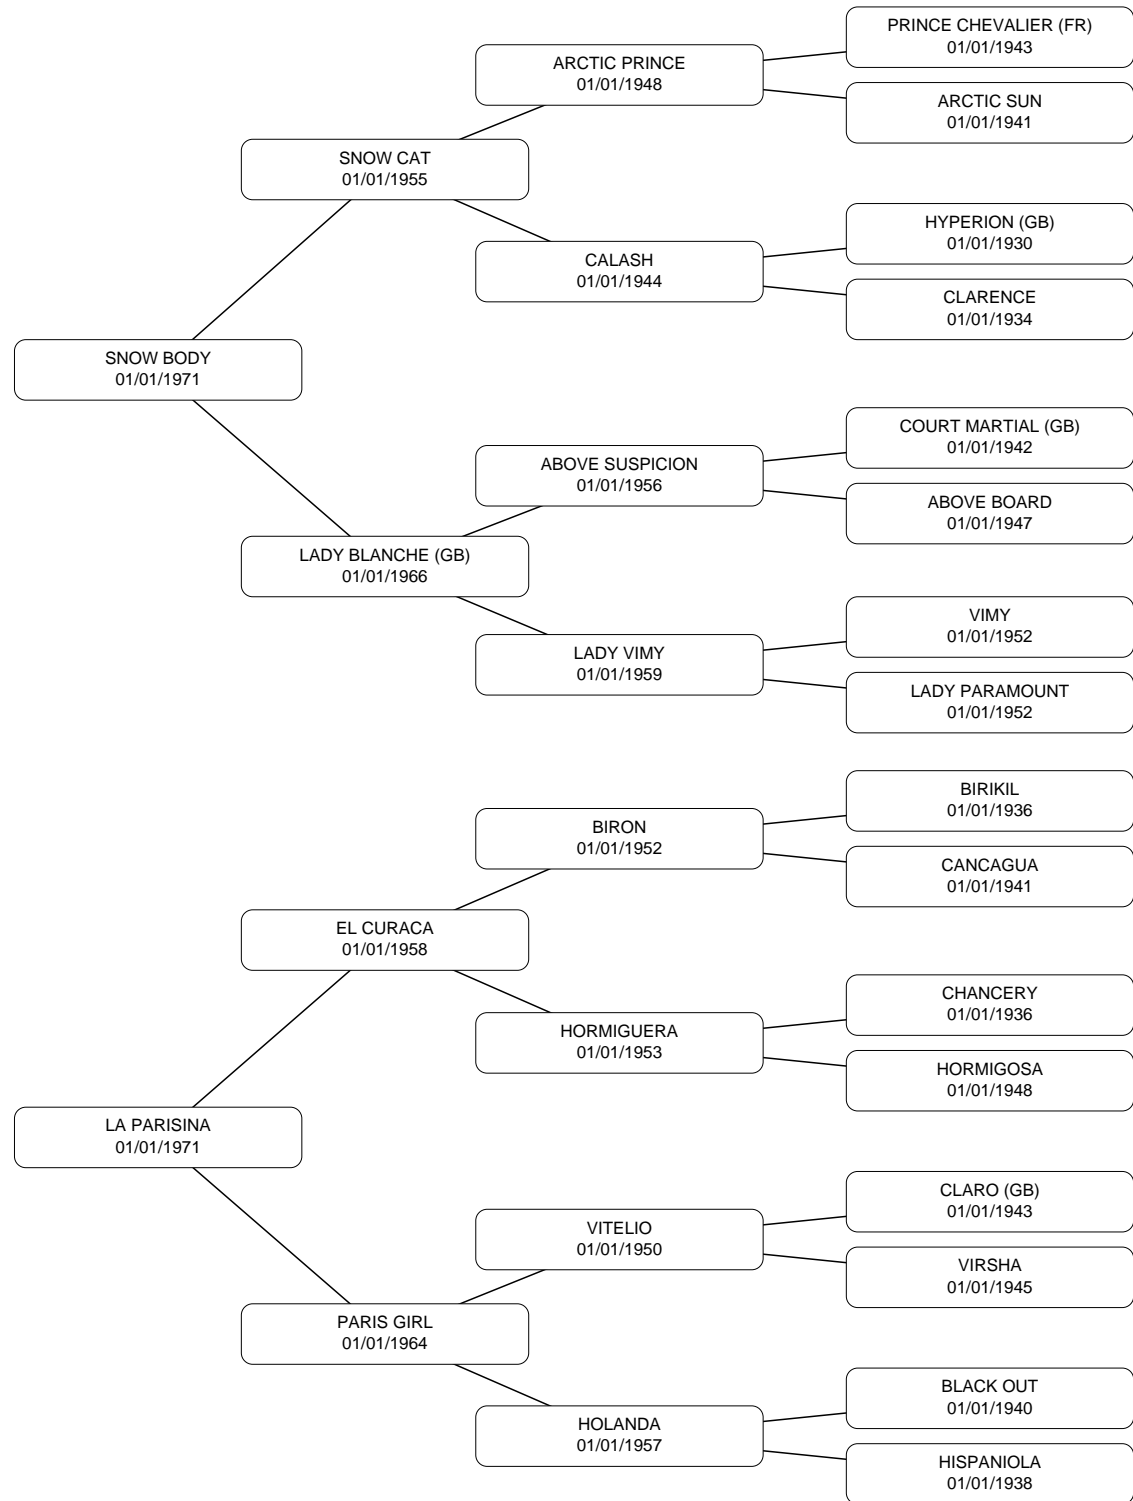 PRINCE CHEVALIER (FR)
01/01/1943
ARCTIC PRINCE
01/01/1948
ARCTIC SUN
01/01/1941
SNOW CAT
01/01/1955
HYPERION (GB)
01/01/1930
CALASH
01/01/1944
CLARENCE
01/01/1934
SNOW BODY
01/01/1971
COURT MARTIAL (GB)
01/01/1942
ABOVE SUSPICION
01/01/1956
ABOVE BOARD
01/01/1947
LADY BLANCHE (GB)
01/01/1966
VIMY
01/01/1952
LADY VIMY
01/01/1959
LADY PARAMOUNT
01/01/1952
BIRIKIL
01/01/1936
BIRON
01/01/1952
CANCAGUA
01/01/1941
EL CURACA
01/01/1958
CHANCERY
01/01/1936
HORMIGUERA
01/01/1953
HORMIGOSA
01/01/1948
LA PARISINA
01/01/1971
CLARO (GB)
01/01/1943
VITELIO
01/01/1950
VIRSHA
01/01/1945
PARIS GIRL
01/01/1964
BLACK OUT
01/01/1940
HOLANDA
01/01/1957
HISPANIOLA
01/01/1938